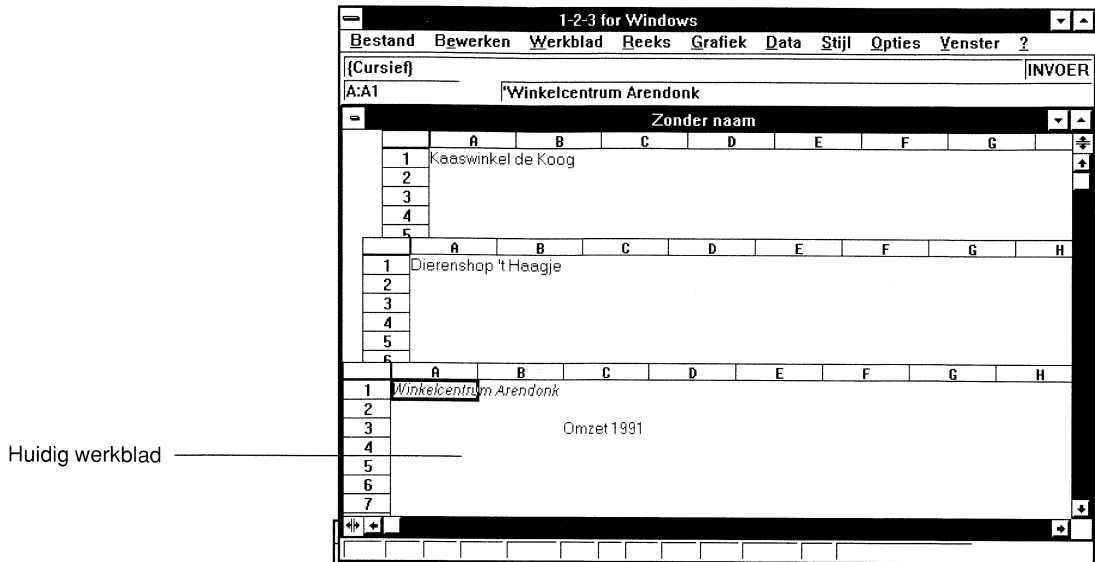 1-2-3 for Windows
Bestand Bewerken Werkblad Reeks Grafiek Data Stijl Opties Venster ?
{Cursief} INVOER
A:A1 'Winkelcentrum Arendonk
Zonder naam
A B C D E F G
1 Kaaswinkel de Koog
2
3
4
5
A B C D E F G H
1 Dierenshop 't Haagje
2
3
4
5
6
A B C D E F G H
1 Winkelcentrum Arendonk
2
3 Omzet 1991
4
Huidig werkblad
5
6
7